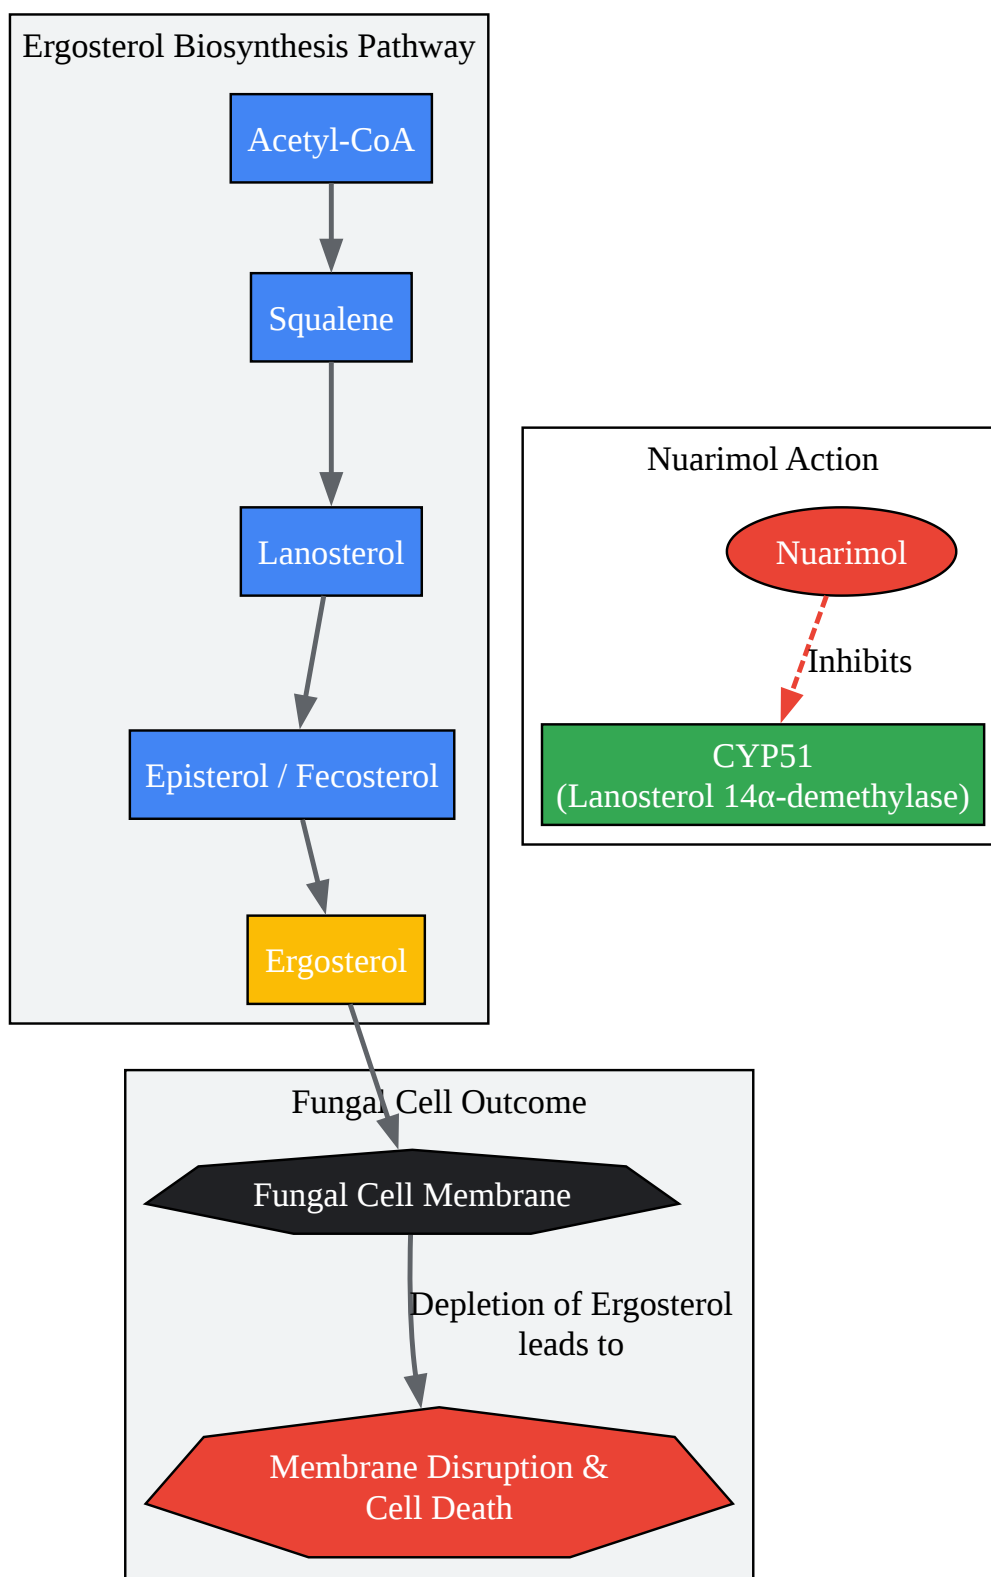 Ergosterol Biosynthesis Pathway
Acetyl-CoA
Squalene
Lanosterol
Episterol / Fecosterol
Ergosterol
Nuarimol Action
Nuarimol
Inhibits
CYP51
(Lanosterol 14α-demethylase)
Fungal Cell Outcome
Fungal Cell Membrane
Depletion of Ergosterol
leads to
Membrane Disruption &
Cell Death